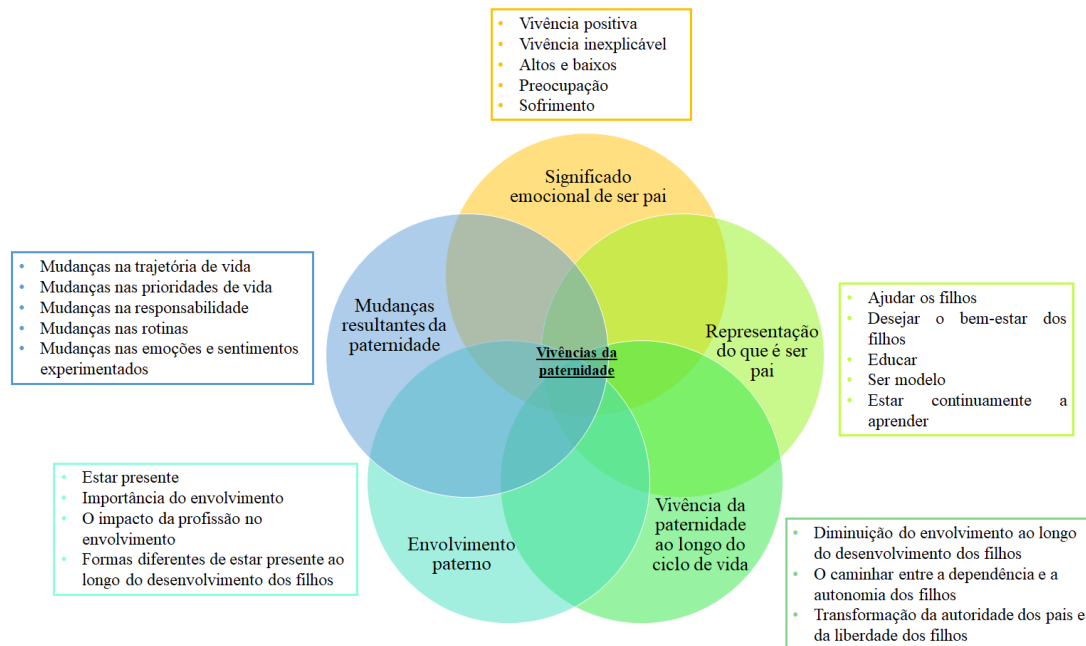 • Vivência positiva
• Vivência inexplicável
• Altos e baixos
• Preocupação
• Sofrimento
Significado
emocional de ser pai
• Mudanças na trajetória de vida
• Mudanças nas prioridades de vida
• Mudanças na responsabilidade
• Mudanças nas rotinas
• Mudanças nas emoções e sentimentos
experimentados
Mudanças
resultantes da
paternidade
Vivências da
paternidade
Representação
do que é ser
pai
• Ajudar os filhos
• Desejar o bem-estar dos
filhos
• Educar
• Ser modelo
• Estar continuamente a
aprender
• Estar presente
• Importância do envolvimento
• O impacto da profissão no
envolvimento
• Formas diferentes de estar presente ao
longo do desenvolvimento dos filhos
Envolvimento
paterno
Vivência da
paternidade
ao longo do
ciclo de vida
• Diminuição do envolvimento ao longo
do desenvolvimento dos filhos
• O caminhar entre a dependência e a
autonomia dos filhos
• Transformação da autoridade dos pais e
da liberdade dos filhos